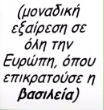 (μοναδική
εξαίρεση σε
όλη την
Ευρώπη, όπου
επικρατούσε η
βασιλεία)